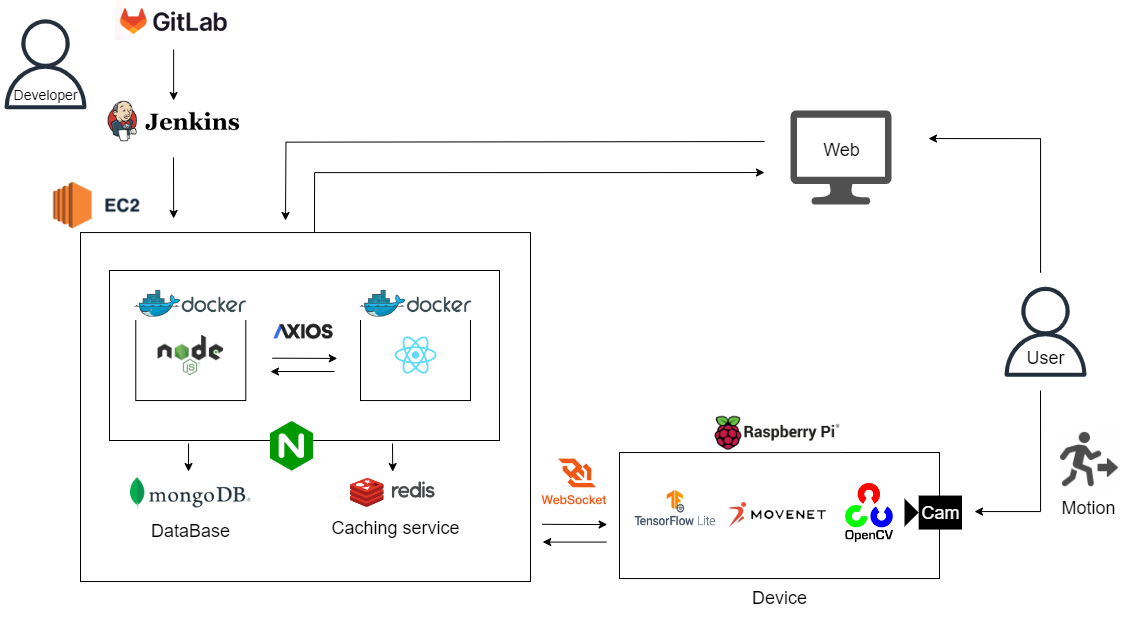 GitLab
Developer
Jenkins
EC2
Web
docker
docker
AXIOS
node
JS
User
N
Raspberry Pi
mongoDB.
redis
DataBase
Caching service
WebSocket
TensorFlow Lite
MOVENET
OpenCV
Cam
Motion
Device